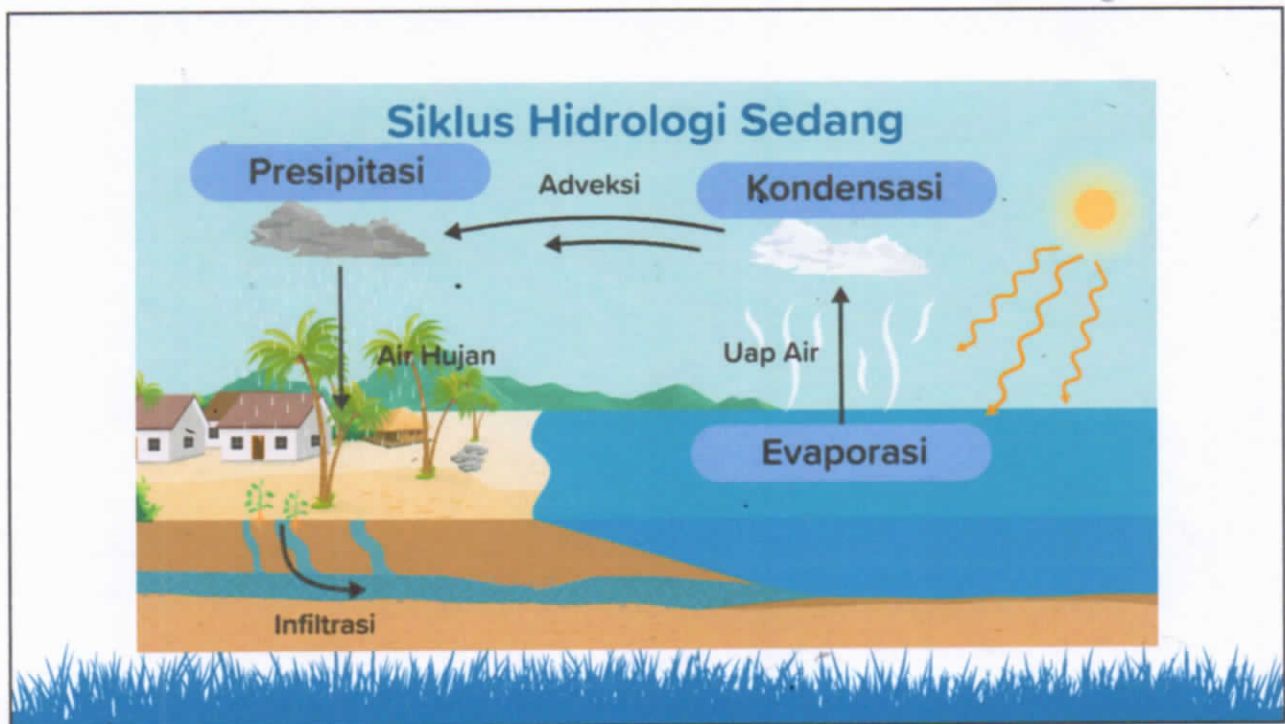 Siklus Hidrologi Sedang
Presipitasi
Adveksi
Kondensasi
Air Hujan
Uap Air
Evaporasi
Infiltrasi